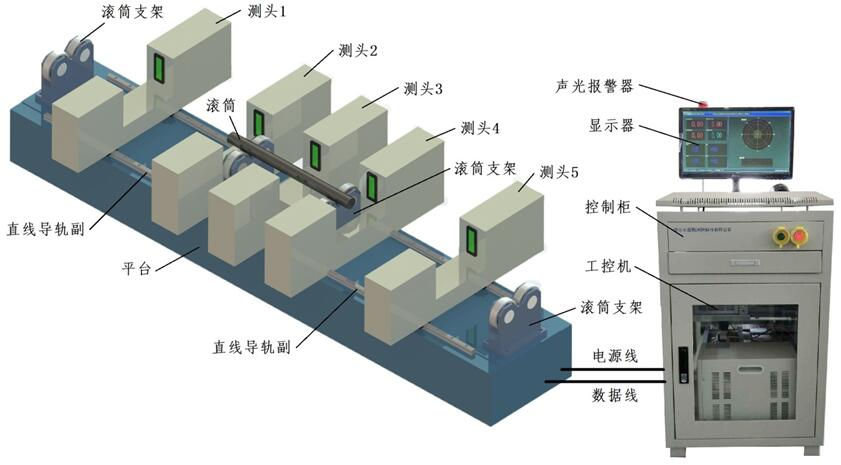 滚筒支架
测头1
测头2
滚筒
测头3
测头4
滚筒支架
测头5
直线导轨副
平台
直线导轨副
滚筒支架
电源线
数据线
声光报警器
显示器
控制柜
工控机